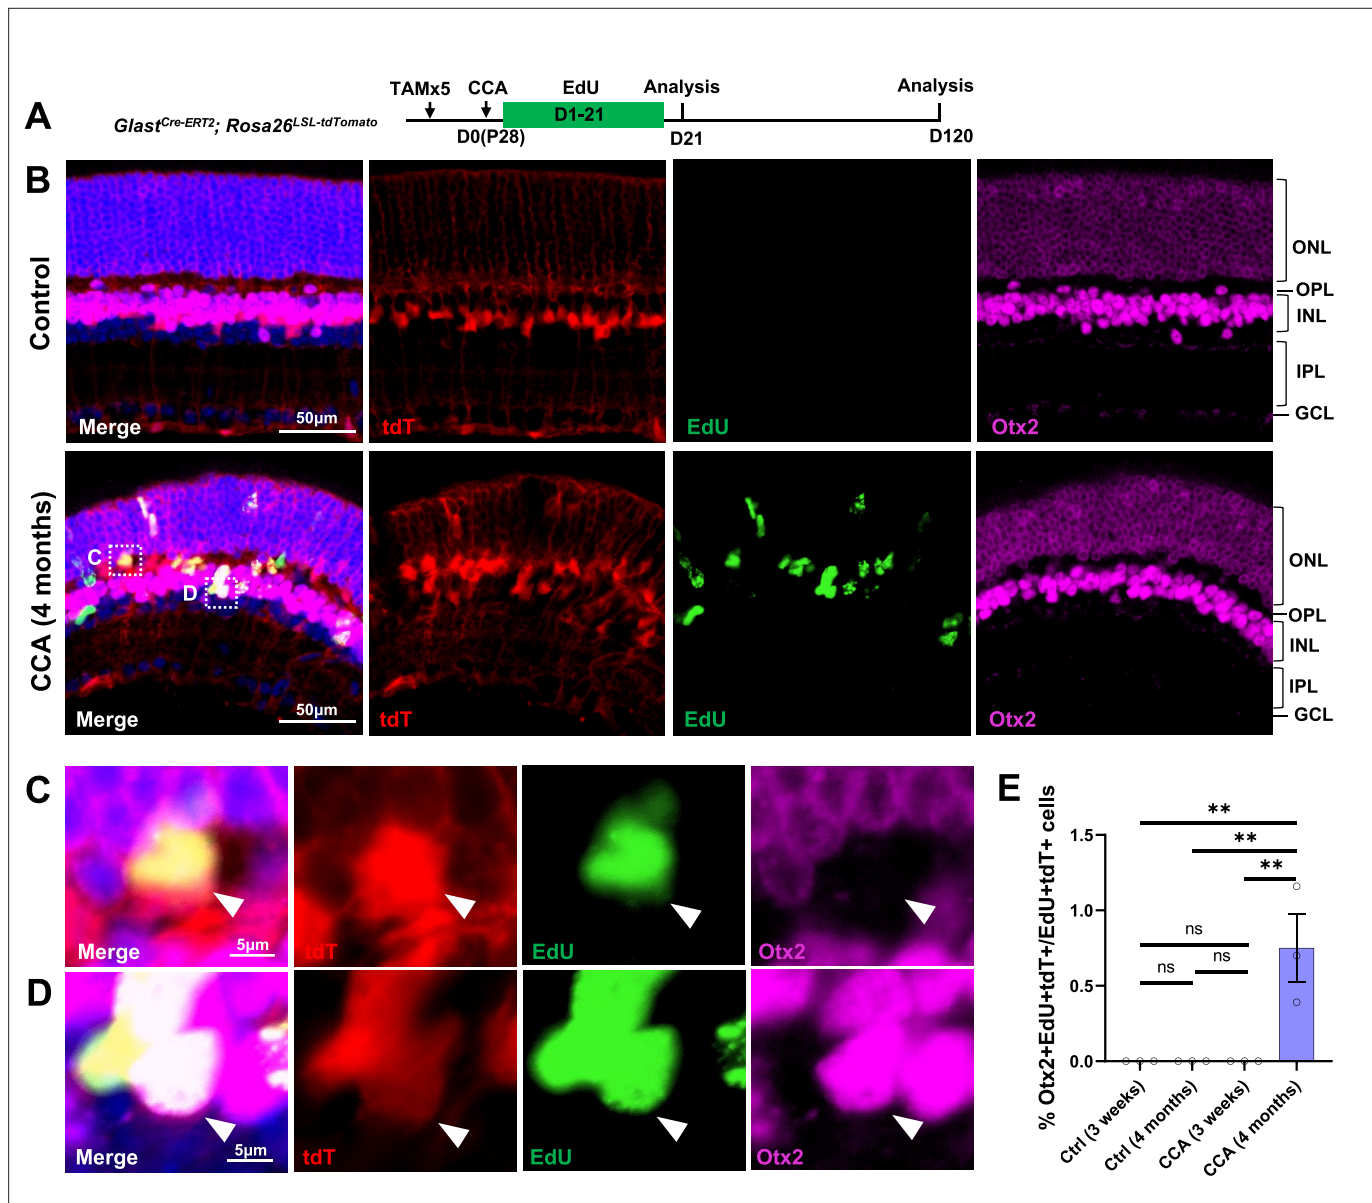 A
TAMx5 CCA EdU Analysis Analysis
Glast^Cre-ERT2; Rosa26^LSL-tdTomato
D1-21
D0(P28) D21 D120
B
Control
Merge 50µm tdT EdU Otx2
ONL
OPL
INL
IPL
GCL
CCA (4 months)
C
D
Merge 50µm tdT EdU Otx2
ONL
OPL
INL
IPL
GCL
C
Merge 5µm tdT EdU Otx2
D
Merge 5µm tdT EdU Otx2
E
% Otx2+EdU+tdT+/EdU+tdT+ cells
**
**
**
ns
ns
ns
1.5
1.0
0.5
0.0
Ctrl (3 weeks)
Ctrl (4 months)
CCA (3 weeks)
CCA (4 months)